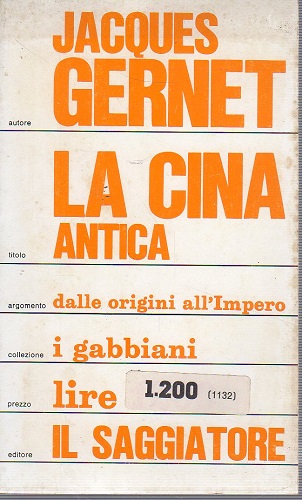 JACQUES
autore GERNET
LA CINA
titolo ANTICA
argomento dalle origini all'Impero
collezione i gabbiani
prezzo lire 1.200 (1132)
editore IL SAGGIATORE